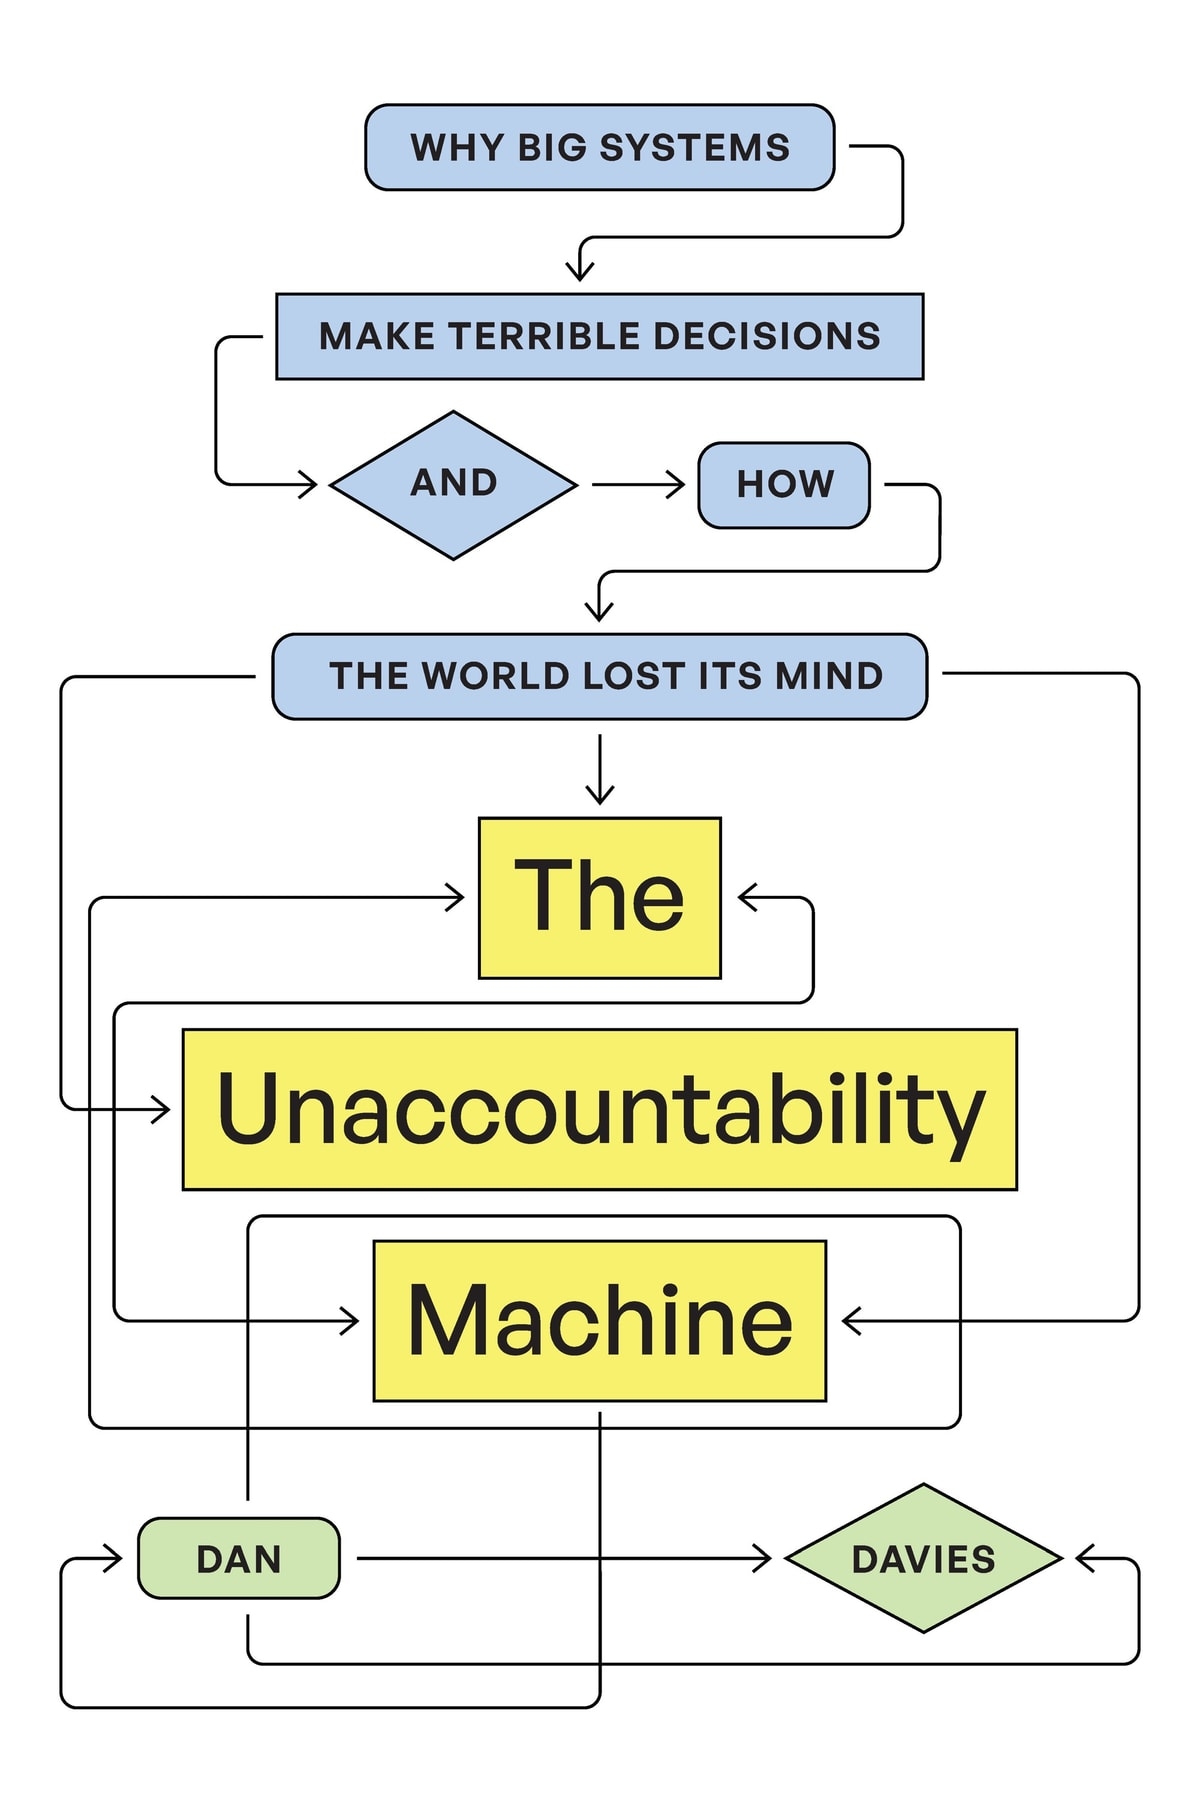 WHY BIG SYSTEMS
MAKE TERRIBLE DECISIONS
AND HOW
THE WORLD LOST ITS MIND
The
Unaccountability
Machine
DAN DAVIES